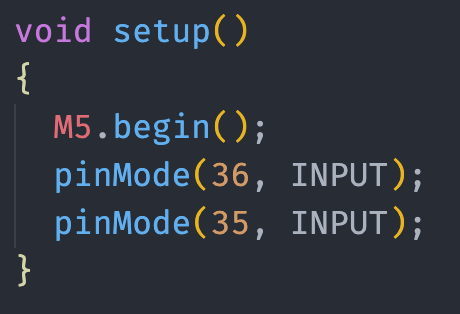 void setup()
{
  M5.begin();
  pinMode(36, INPUT);
  pinMode(35, INPUT);
}